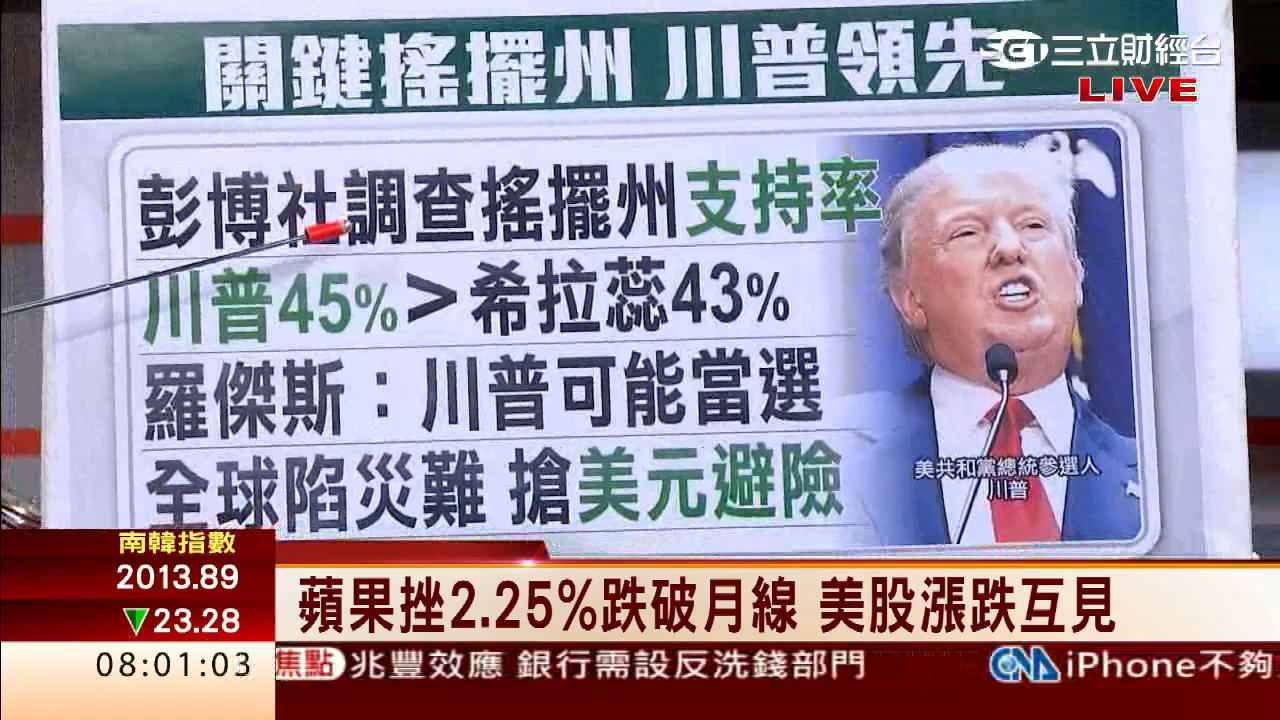 關鍵搖擺州 川普領先
SET三立財經台
LIVE
彭博社調查搖擺州支持率
川普45%>希拉蕊43%
羅傑斯：川普可能當選
全球陷災難 搶美元避險
美共和黨總統參選人
川普
南韓指數
2013.89
▼23.28
08:01:03
蘋果挫2.25%跌破月線 美股漲跌互見
焦點 兆豐效應 銀行需設反洗錢部門 CNA iPhone不夠